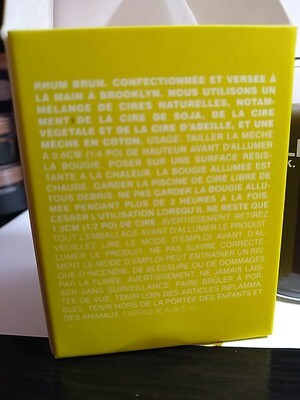 RHUM BRUN. CONFECTIONNÉE ET VERSÉE
À LA MAIN À BROOKLYN. NOUS UTILISONS UN
MÉLANGE DE CIRES NATURELLES, NOTAM-
MENT DE LA CIRE DE SOJA, DE LA CIRE
VÉGÉTALE ET DE LA CIRE D'ABEILLE, ET UNE
MÈCHE EN COTON. USAGE: TAILLER LA MÈCHE
À 0.6CM (1/4 PO) DE HAUTEUR AVANT D'ALLUMER
LA BOUGIE. POSER SUR UNE SURFACE RESIS-
TANTE À LA CHALEUR. LA BOUGIE ALLUMÉE EST
CHAUDE. GARDER LA PISCINE DE CIRE LIBRE DE
TOUS DEBRIS. NE PAS GARDER LA BOUGIE ALLU-
MÉE PENDANT PLUS DE 3 HEURES À LA FOIS.
CESSER L'UTILISATION LORSQU'IL NE RESTE QUE
1.3CM (1/2 PO) DE CIRE. AVERTISSEMENT: RETIREZ
TOUT L'EMBALLAGE AVANT D'ALLUMER LE PRODUIT
VEUILLEZ LIRE LE MODE D'EMPLOI AVANT D'AL-
LUMER LE PRODUIT. NE PAS SUIVRE CORRECTE-
MENT LE MODE D'EMPLOI PEUT ENTRAÎNER UN RIS-
QUE D'INCENDIE, DE BLESSURE OU DE DOMMAGES
PAR LA FUMÉE. AVERTISSEMENT: NE JAMAIS LAIS-
SER SANS SURVEILLANCE. FAIRE BRÛLER À POR-
TÉE DE VUE. TENIR LOIN DES ARTICLES INFLAMMA-
BLES. TENIR HORS DE LA PORTÉE DES ENFANTS ET
DES ANIMAUX. FABRIQUÉ AUX